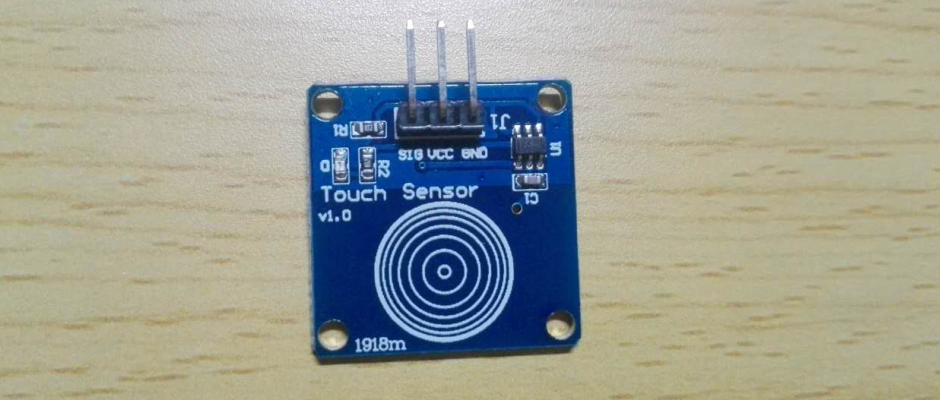 J1
R1
SIG VCC GND
U1
D
R2
C1
Touch Sensor
v1.0
1918m